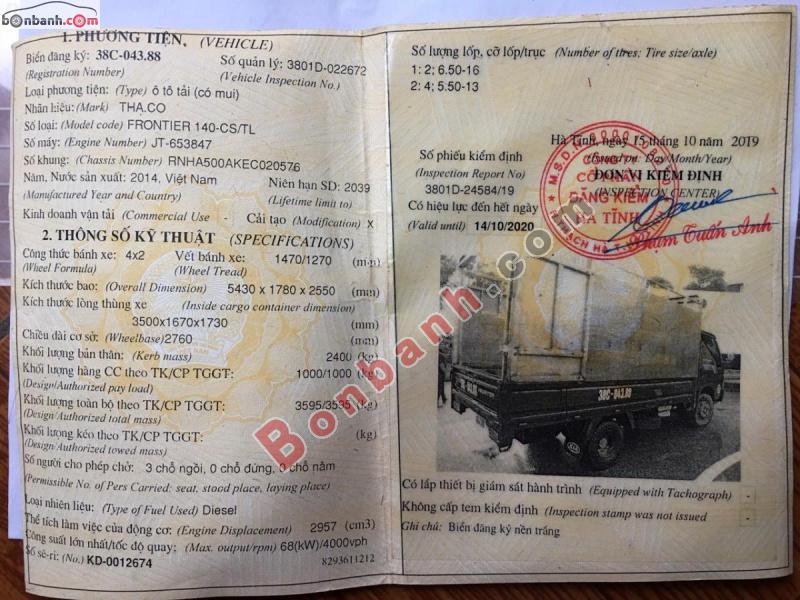 bonbanh.com
1. PHƯƠNG TIỆN (VEHICLE)
Biển đăng ký: 38C-043.88
(Registration Number)
Số quản lý: 3801D-022672
(Vehicle Inspection No.)
Loại phương tiện: (Type) ô tô tải (có mui)
Nhãn hiệu: (Mark) THACO
Số loại: (Model code) FRONTIER 140-CS/TL
Số máy: (Engine Number) JT-653847
Số khung: (Chassis Number) RNHA500AKEC020576
Năm, Nước sản xuất: 2014, Việt Nam
(Manufactured Year and Country)
Niên hạn SD: 2039
(Lifetime limit to)
Kinh doanh vận tải (Commercial Use - Cải tạo (Modification) X
2. THÔNG SỐ KỸ THUẬT (SPECIFICATIONS)
Công thức bánh xe: 4x2 Vết bánh xe: 1470/1270 (mm)
(Wheel Formula) (Wheel Tread)
Kích thước bao: (Overall Dimension) 5430 x 1780 x 2550 (mm)
Kích thước lòng thùng xe (Inside cargo container dimension)
3500x1670x1730 (mm)
Chiều dài cơ sở: (Wheelbase) 2760 (mm)
Khối lượng bản thân: (Kerb mass) 2400 (kg)
Khối lượng hàng CC theo TK/CP TGGT: 1000/1000 (kg)
(Design/Authorized pay load)
Khối lượng toàn bộ theo TK/CP TGGT: 3595/3535 (kg)
(Design/Authorized total mass)
Khối lượng kéo theo TK/CP TGGT: (kg)
(Design/Authorized towed mass)
Số người cho phép chở: 3 chỗ ngồi, 0 chỗ đứng, 0 chỗ nằm
(Permissible No. of Pers Carried: seat, stood place, laying place)
Loại nhiên liệu: (Type of Fuel Used) Diesel
Thể tích làm việc của động cơ: (Engine Displacement) 2957 (cm3)
Công suất lớn nhất/tốc độ quay: (Max. output/rpm) 68(kW)/4000vph
Số sê-ri: (No.) KD-0012674 8293611212
Số lượng lốp, cỡ lốp/trục (Number of tires; Tire size/axle)
1: 2; 6.50-16
2: 4; 5.50-13
Hà Tĩnh, ngày 15 tháng 10 năm 2019
(Issued on: Day/Month/Year)
Số phiếu kiểm định
(Inspection Report No)
3801D-24584/19
ĐƠN VỊ KIỂM ĐỊNH
(INSPECTION CENTER)
Có hiệu lực đến hết ngày
(Valid until) 14/10/2020
CÔNG TY
CỔ PHẦN
ĐĂNG KIỂM
HÀ TĨNH
Phạm Tuấn Anh
38C-043.88
Có lắp thiết bị giám sát hành trình (Equipped with Tachograph) -
Không cấp tem kiểm định (Inspection stamp was not issued) -
Ghi chú: Biển đăng ký nền trắng
Bonbanh.com